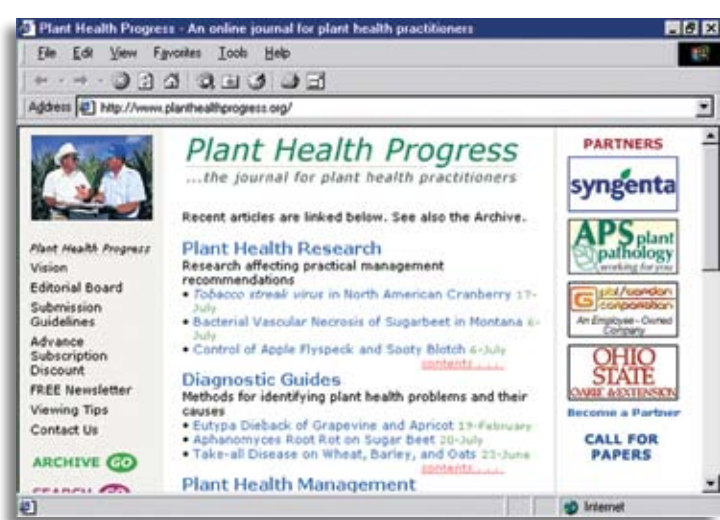 Plant Health Progress - An online journal for plant health practitioners
File Edit View Favorites Tools Help
Address http://www.planthealthprogress.org/
Plant Health Progress
Vision
Editorial Board
Submission
Guidelines
Advance
Subscription
Discount
FREE Newsletter
Viewing Tips
Contact Us
ARCHIVE GO
SEARCH GO
Plant Health Progress
...the journal for plant health practitioners
Recent articles are linked below. See also the Archive.
Plant Health Research
Research affecting practical management
recommendations
• Tobacco streak virus in North American Cranberry 17-
July
• Bacterial Vascular Necrosis of Sugarbeet in Montana 6-
July
• Control of Apple Flyspeck and Sooty Blotch 6-July
contents . . . .
Diagnostic Guides
Methods for identifying plant health problems and their
causes
• Eutypa Dieback of Grapevine and Apricot 19-February
• Aphanomyces Root Rot on Sugar Beet 20-July
• Take-all Disease on Wheat, Barley, and Oats 23-June
contents . . . .
Plant Health Management
PARTNERS
syngenta
APS plant
pathology
working for you
pbi/gordon
corporation
An Employee-Owned
Company
OHIO
STATE
OARDC & EXTENSION
Become a Partner
CALL FOR
PAPERS
Internet